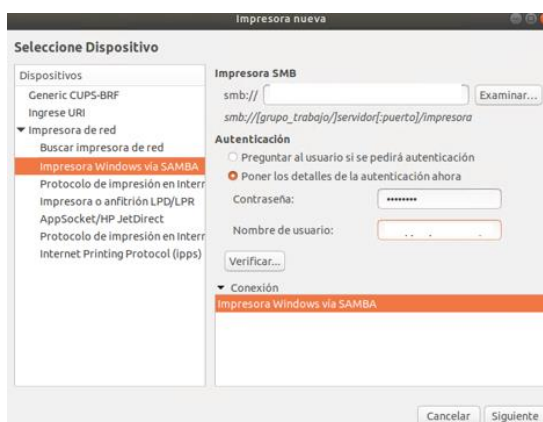 Impresora nueva
Seleccione Dispositivo
Dispositivos
Generic CUPS-BRF
Ingrese URI
Impresora de red
Buscar impresora de red
Impresora Windows vía SAMBA
Protocolo de impresión en Interr
Impresora o anfitrión LPD/LPR
AppSocket/HP JetDirect
Protocolo de impresión en Interr
Internet Printing Protocol (ipps)
Impresora SMB
smb://
Examinar...
smb://[grupo_trabajo/]servidor[:puerto]/impresora
Autenticación
Preguntar al usuario si se pedirá autenticación
Poner los detalles de la autenticación ahora
Contraseña: ••••••••
Nombre de usuario:
Verificar...
Conexión
Impresora Windows vía SAMBA
Cancelar Siguiente